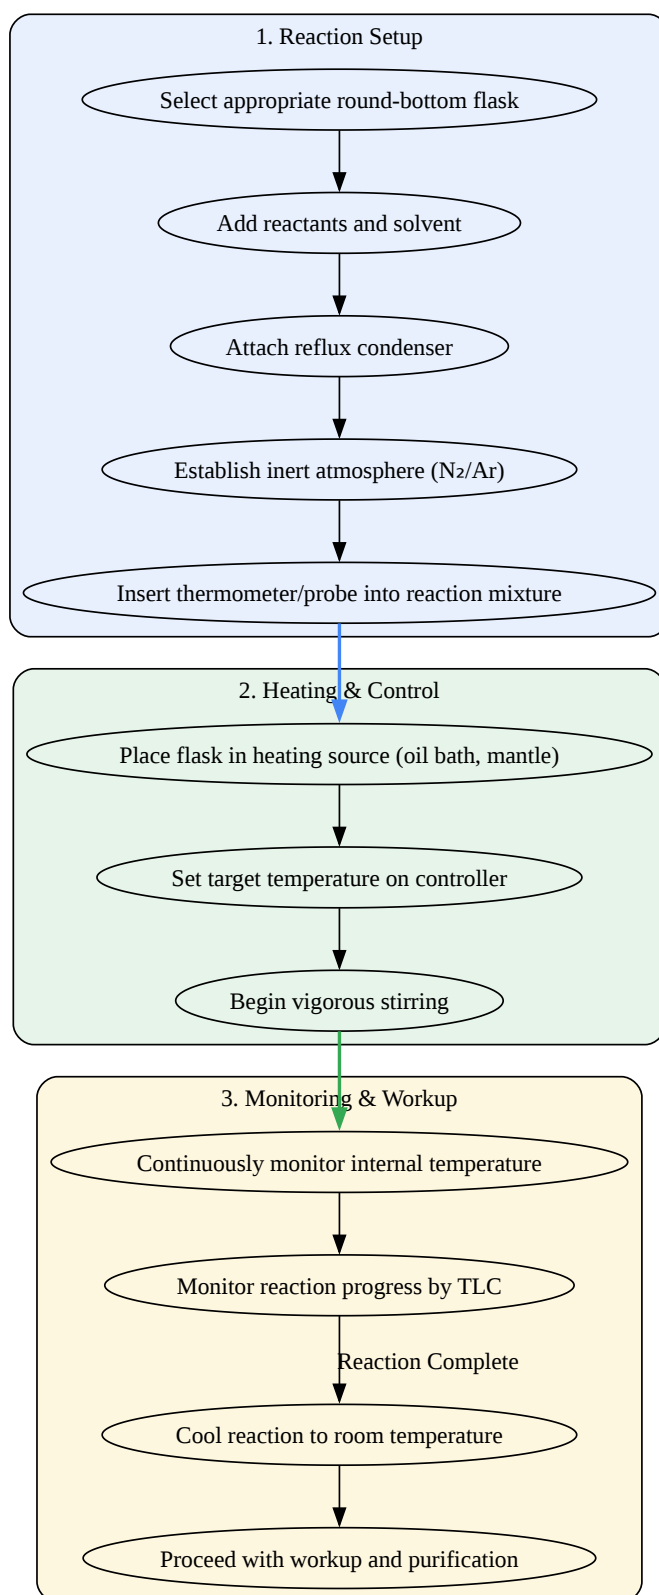 1. Reaction Setup
Select appropriate round-bottom flask
Add reactants and solvent
Attach reflux condenser
Establish inert atmosphere (N₂/Ar)
Insert thermometer/probe into reaction mixture
2. Heating & Control
Place flask in heating source (oil bath, mantle)
Set target temperature on controller
Begin vigorous stirring
3. Monitoring & Workup
Continuously monitor internal temperature
Monitor reaction progress by TLC
Reaction Complete
Cool reaction to room temperature
Proceed with workup and purification